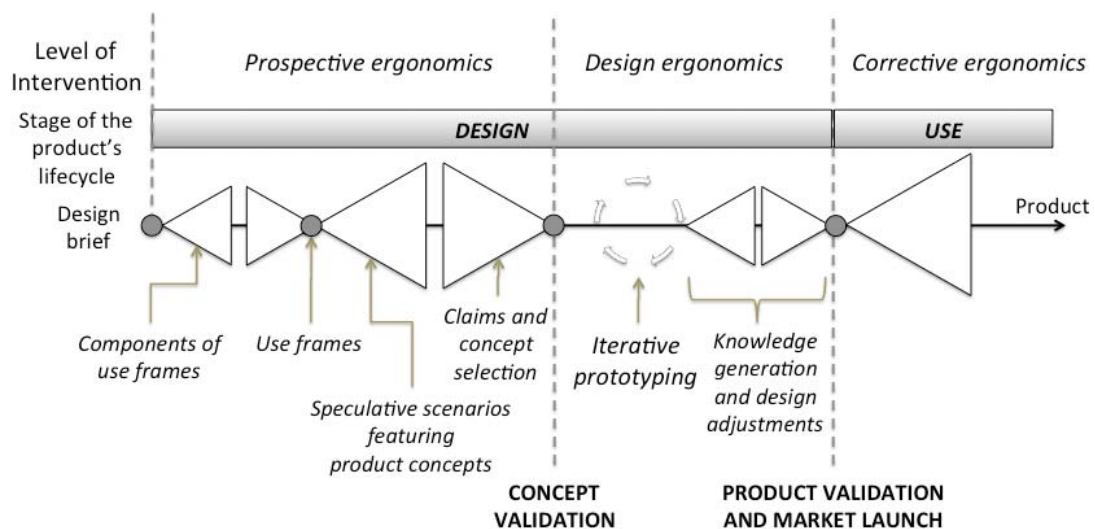 Level of
Intervention
Prospective ergonomics
Design ergonomics
Corrective ergonomics
Stage of the
product's
lifecycle
DESIGN
USE
Design
brief
Product
Components of
use frames
Use frames
Speculative scenarios
featuring
product concepts
Claims and
concept
selection
Iterative
prototyping
Knowledge
generation
and design
adjustments
CONCEPT
VALIDATION
PRODUCT VALIDATION
AND MARKET LAUNCH